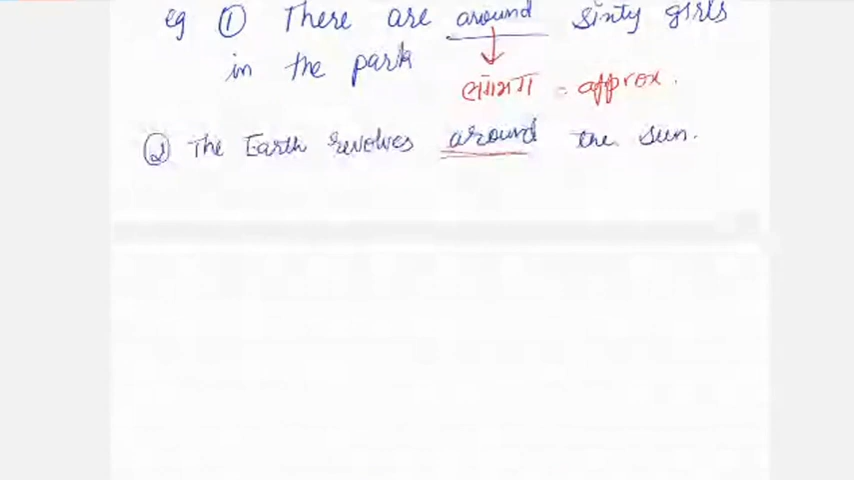 eg ① There are around sixty girls
in the park
लगभग = approx.
② The Earth revolves around the sun.